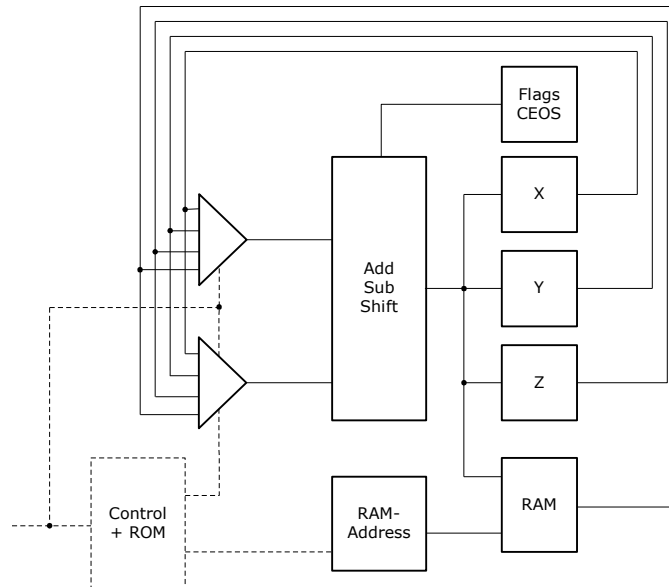 Flags
CEOS
X
Add
Sub
Shift
Y
Z
Control
+ ROM
RAM-
Address
RAM